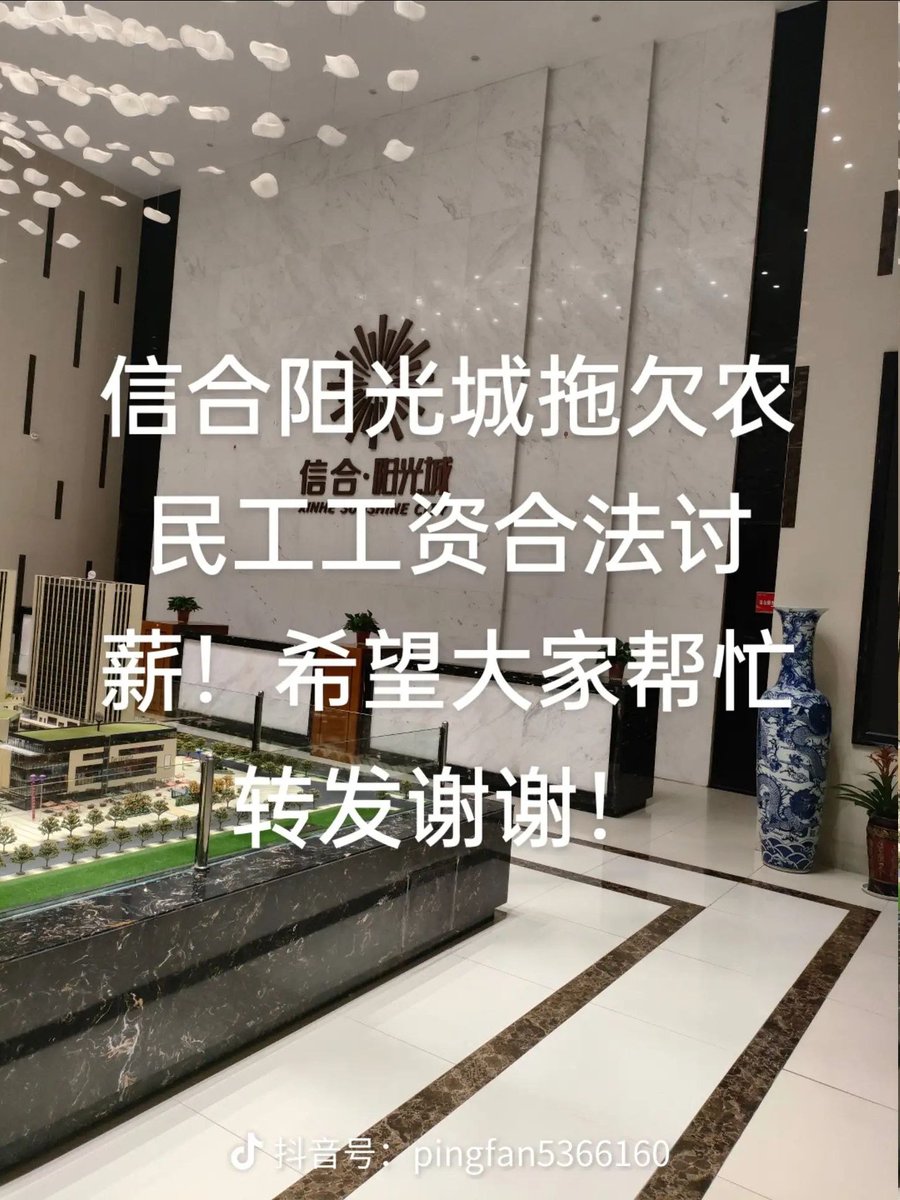 信合阳光城拖欠农
民工工资合法讨
薪！希望大家帮忙
转发谢谢！
信合·阳光城
XINHE SUNSHINE CITY
抖音号：pingfan5366160